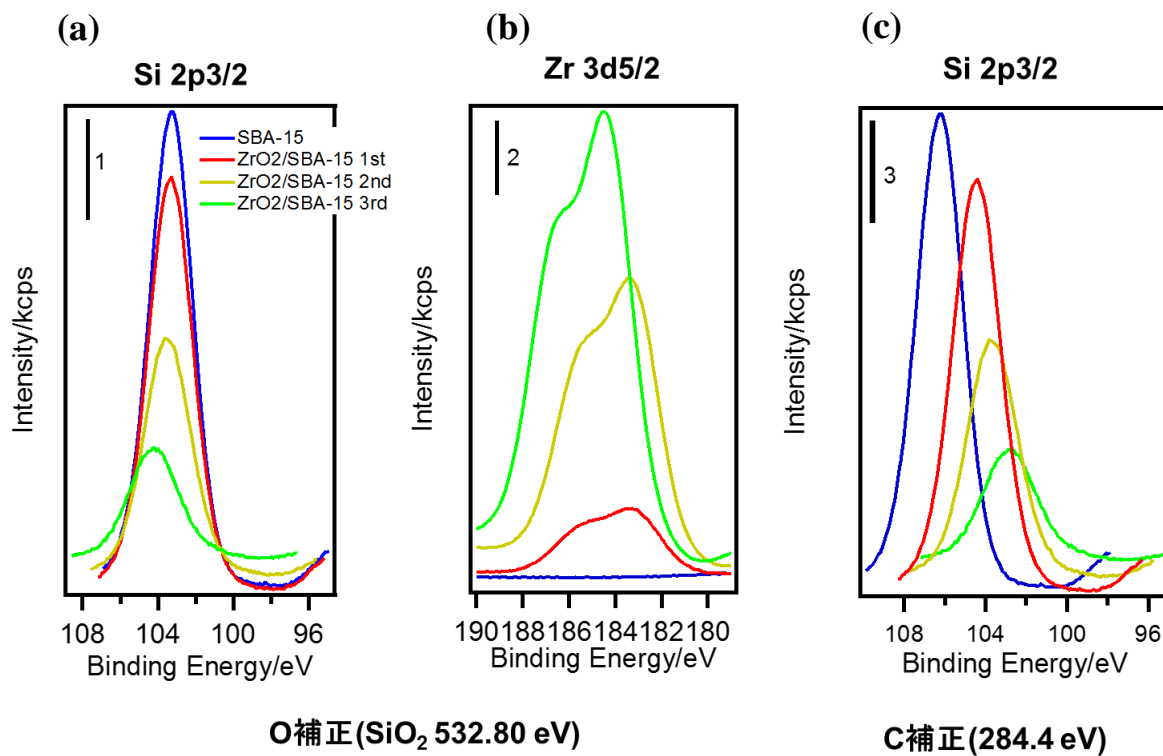 (a)
Si 2p3/2
1
SBA-15
ZrO2/SBA-15 1st
ZrO2/SBA-15 2nd
ZrO2/SBA-15 3rd
Intensity/kcps
108 104 100 96
Binding Energy/eV
(b)
Zr 3d5/2
2
Intensity/kcps
190 188 186 184 182 180
Binding Energy/eV
(c)
Si 2p3/2
3
Intensity/kcps
108 104 100 96
Binding Energy/eV
O補正(SiO₂ 532.80 eV)
C補正(284.4 eV)